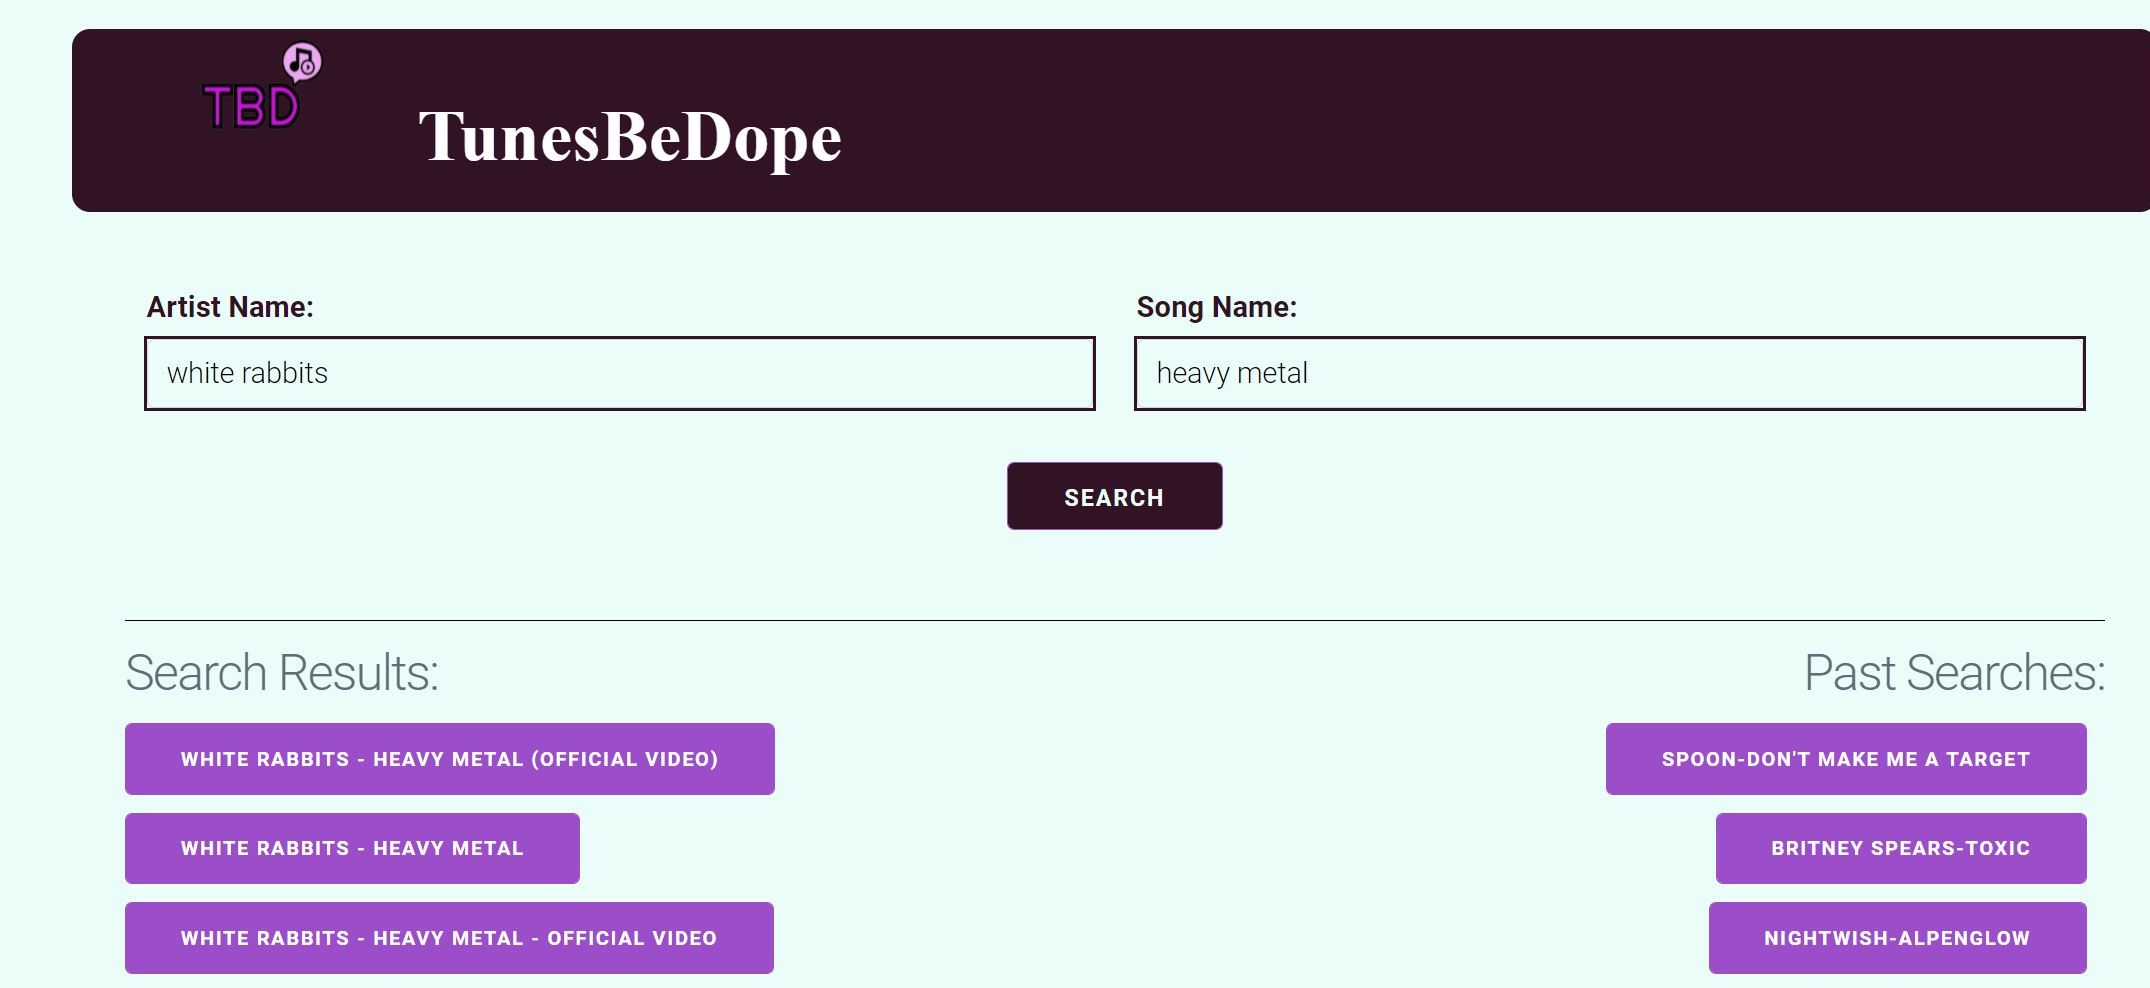 TBD
TunesBeDope
Artist Name:
white rabbits
Song Name:
heavy metal
SEARCH
Search Results:
WHITE RABBITS - HEAVY METAL (OFFICIAL VIDEO)
WHITE RABBITS - HEAVY METAL
WHITE RABBITS - HEAVY METAL - OFFICIAL VIDEO
Past Searches:
SPOON-DON'T MAKE ME A TARGET
BRITNEY SPEARS-TOXIC
NIGHTWISH-ALPENGLOW